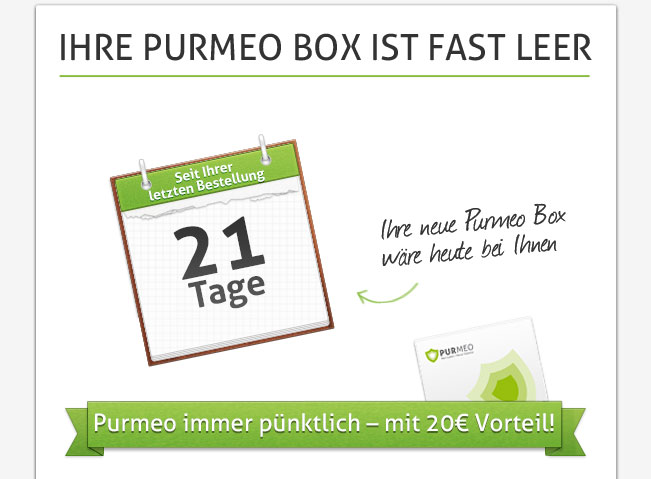 IHRE PURMEO BOX IST FAST LEER
Seit Ihrer
letzten Bestellung
21
Tage
Ihre neue Purmeo Box
wäre heute bei Ihnen
PURMEO
Purmeo immer pünktlich – mit 20€ Vorteil!